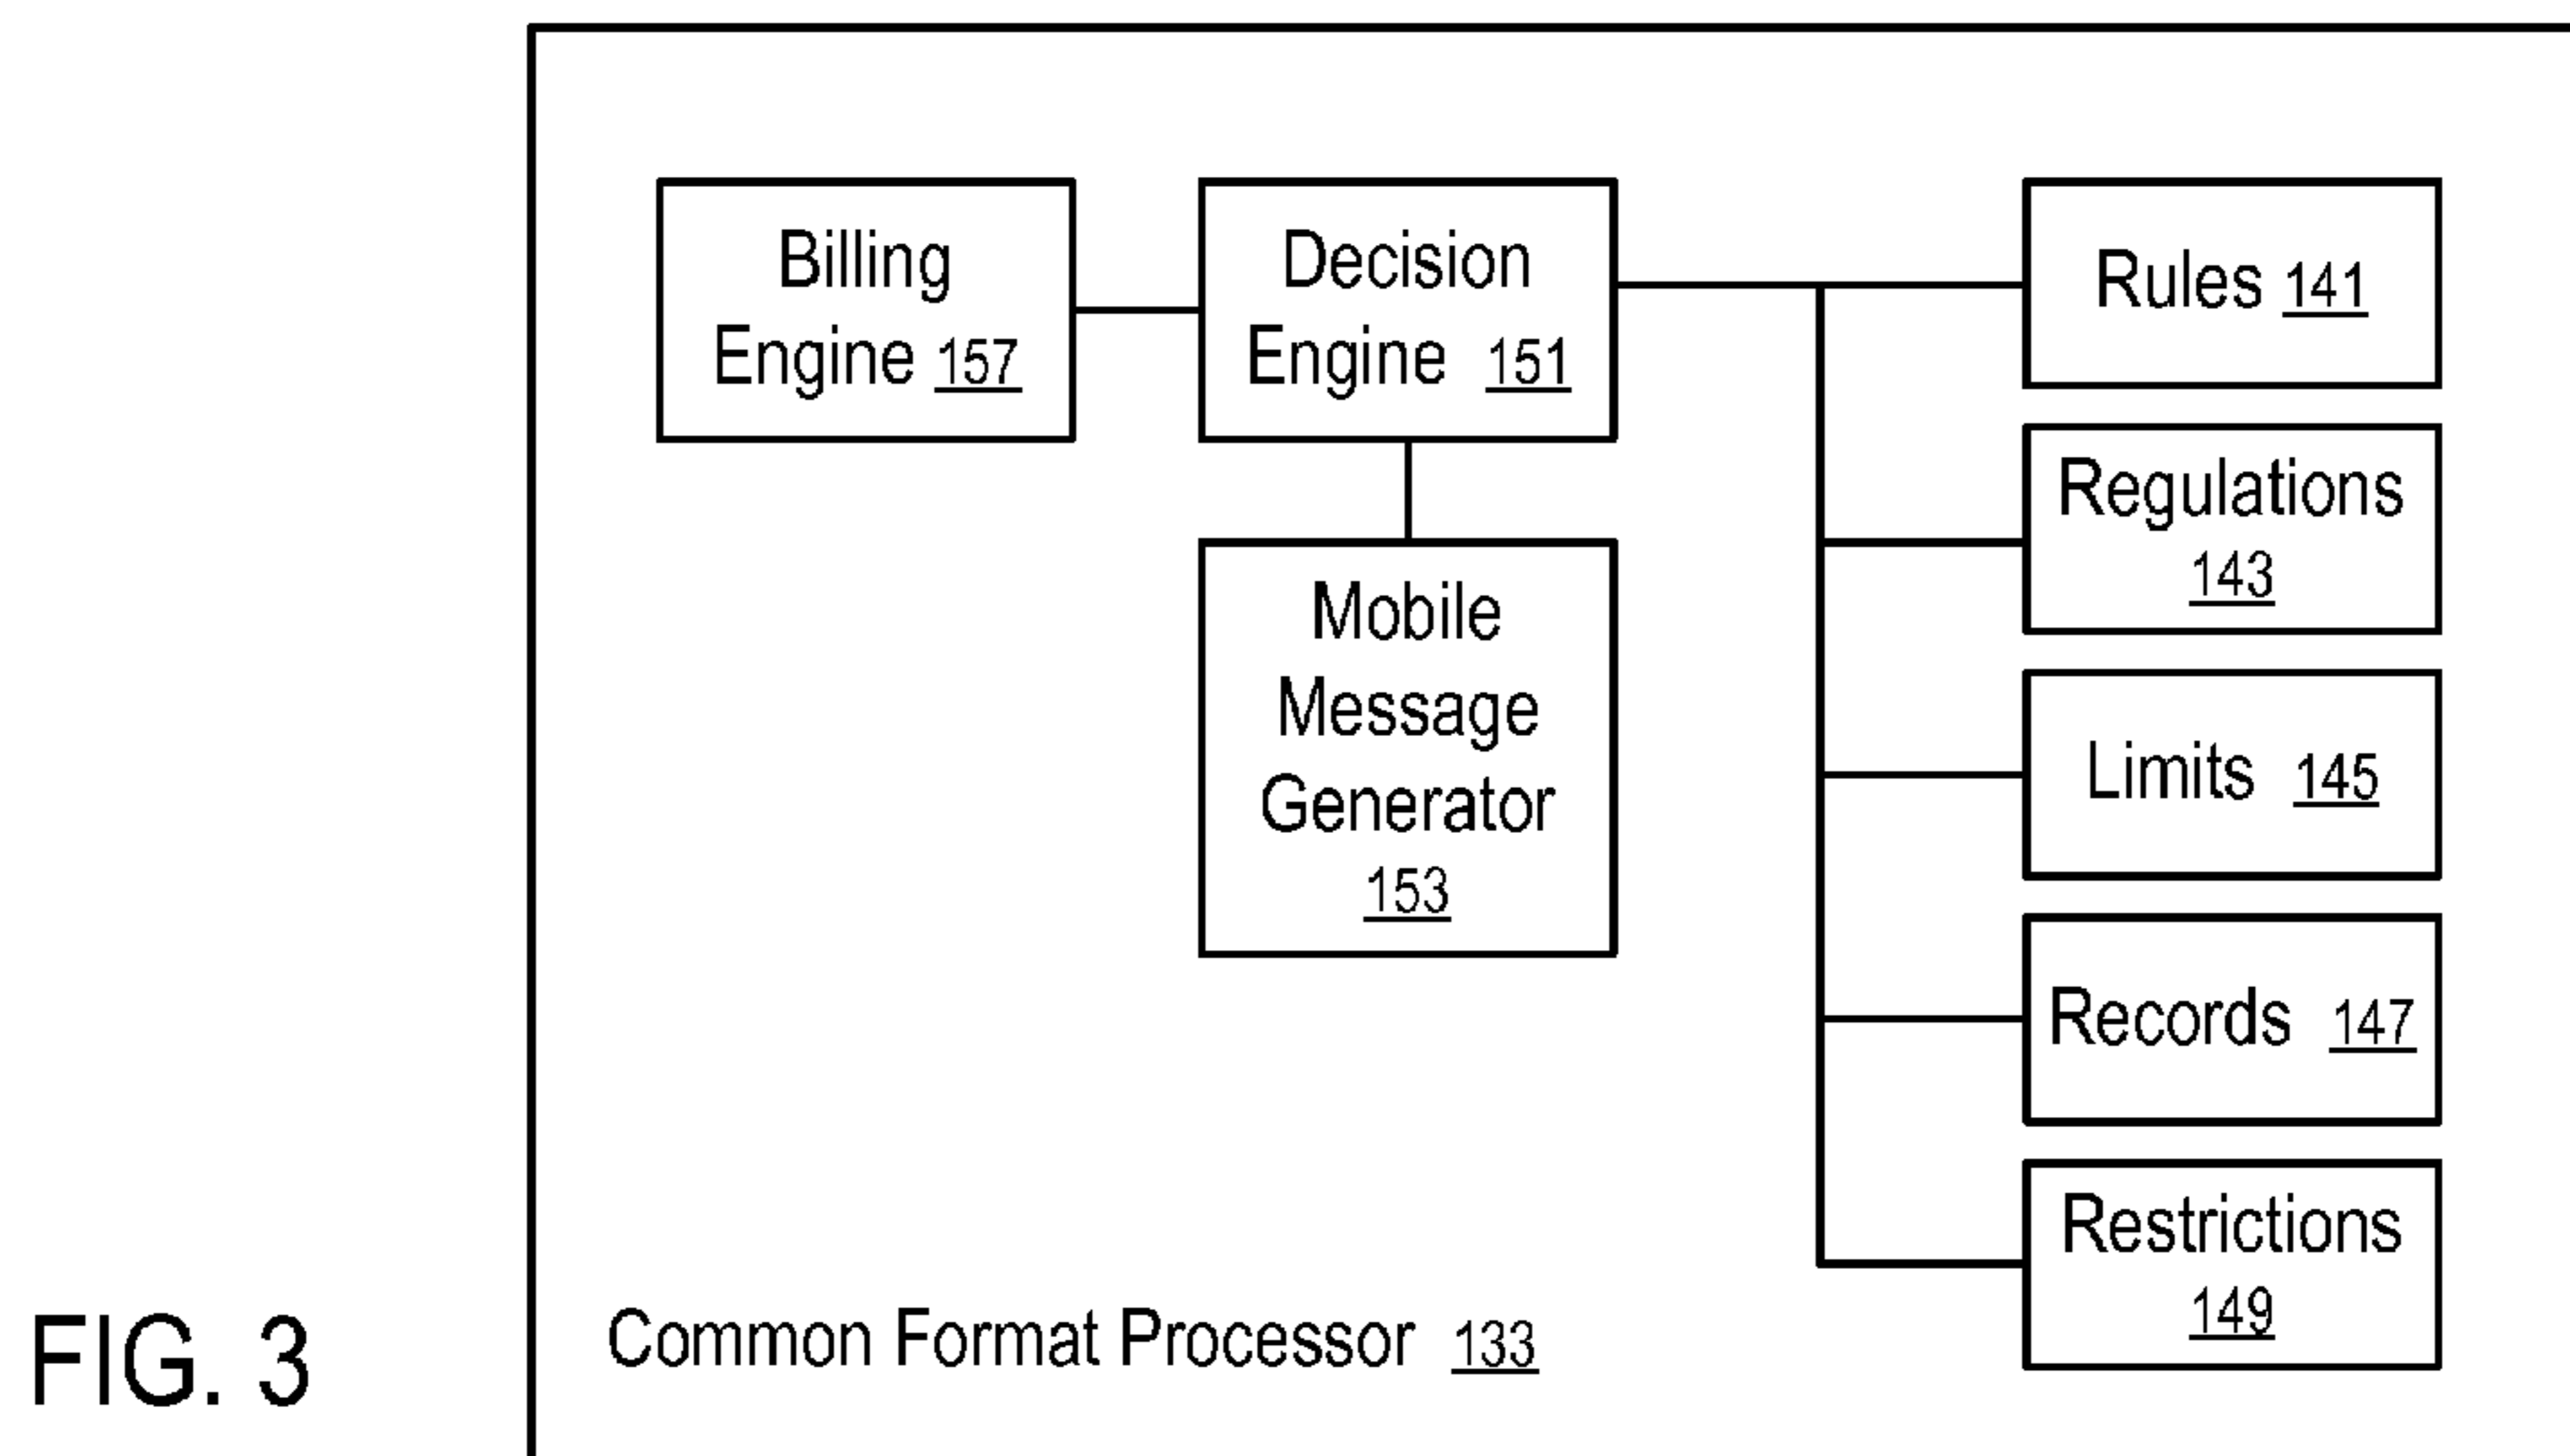 Billing
Engine 157
Decision
Engine 151
Rules 141
Regulations
143
Mobile
Message
Generator
153
Limits 145
Records 147
Restrictions
149
Common Format Processor 133
FIG. 3